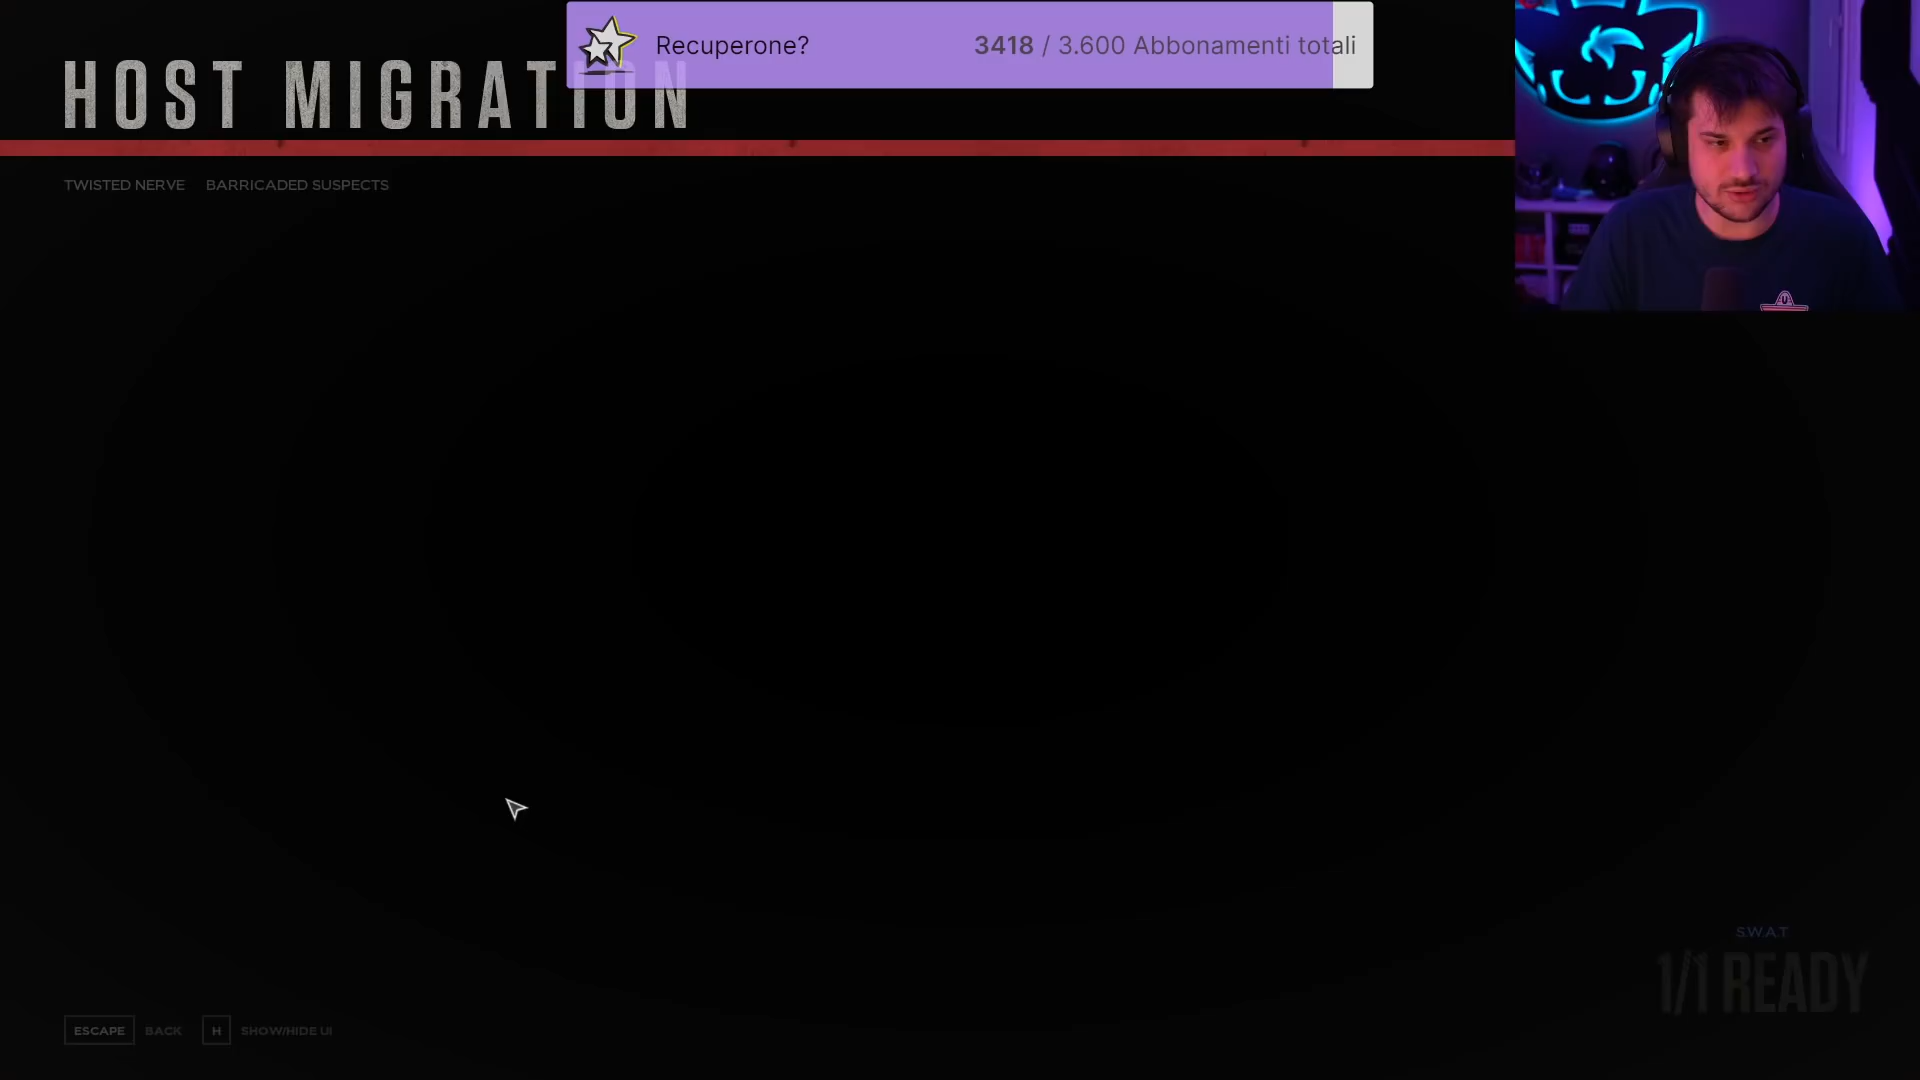 Recuperone? 3418 / 3.600 Abbonamenti totali
HOST MIGRATION
TWISTED NERVE BARRICADED SUSPECTS
S.W.A.T
1/1 READY
ESCAPE BACK H SHOW/HIDE UI